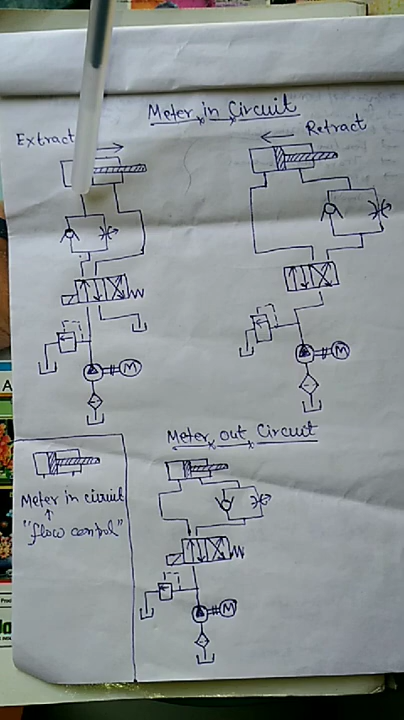 Meter in Circuit
Extract
Retract
M
M
Meter out Circuit
Meter in circuit
"flow control"
M